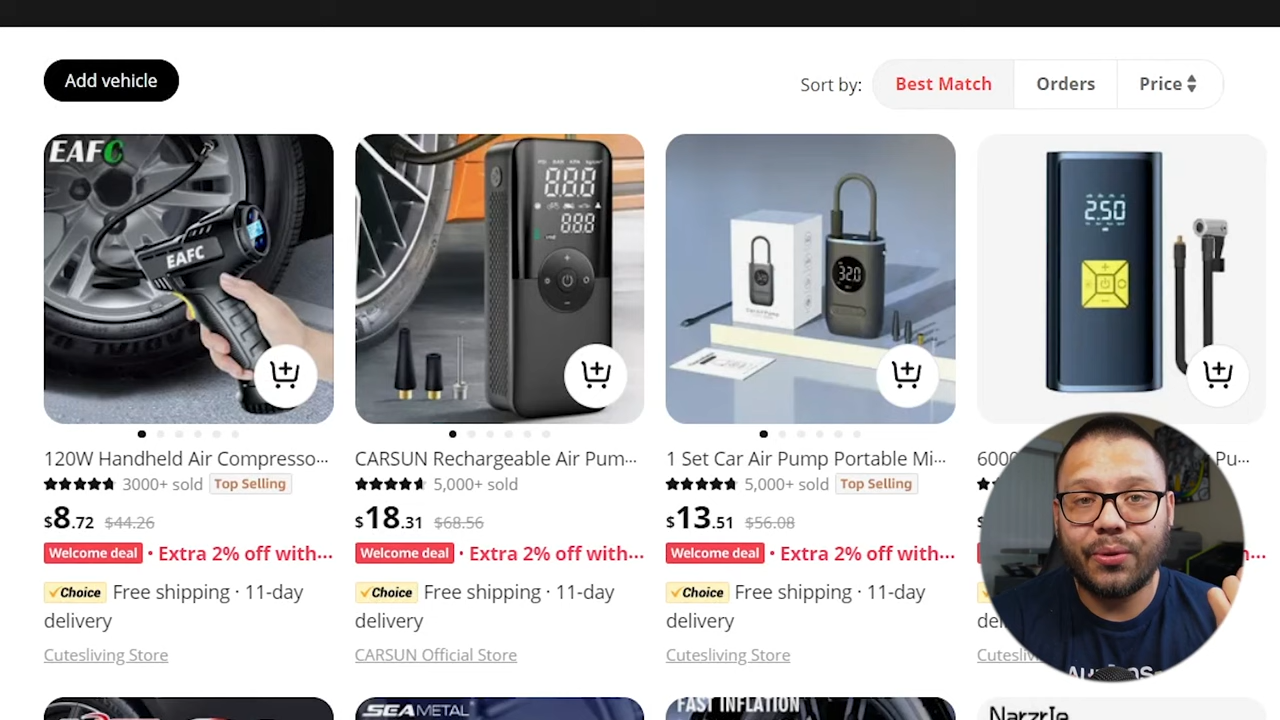 Add vehicle
Sort by:
Best Match
Orders
Price
EAFC
EAFC
888
888
320
2.50
120W Handheld Air Compresso...
3000+ sold
Top Selling
$8.72 $44.26
Welcome deal · Extra 2% off with...
Choice Free shipping · 11-day
delivery
Cutesliving Store
CARSUN Rechargeable Air Pum...
5,000+ sold
$18.31 $68.56
Welcome deal · Extra 2% off with...
Choice Free shipping · 11-day
delivery
CARSUN Official Store
1 Set Car Air Pump Portable Mi...
5,000+ sold
Top Selling
$13.51 $56.08
Welcome deal · Extra 2% off with...
Choice Free shipping · 11-day
delivery
Cutesliving Store
SEAMETAL
FAST INFLATION
NarzrIe